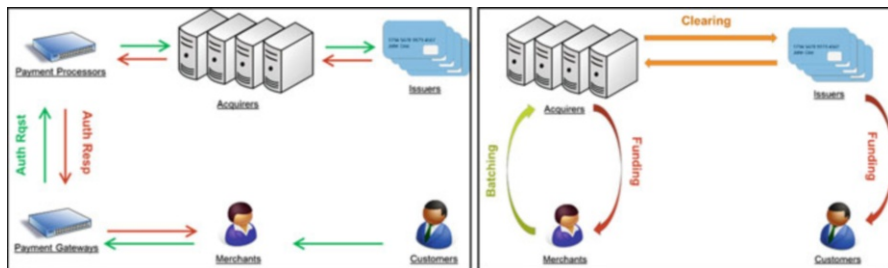 Payment Processors
Acquirers
Issuers
Auth Rqst
Auth Resp
Payment Gateways
Merchants
Customers
Clearing
Acquirers
Issuers
Batching
Funding
Funding
Merchants
Customers